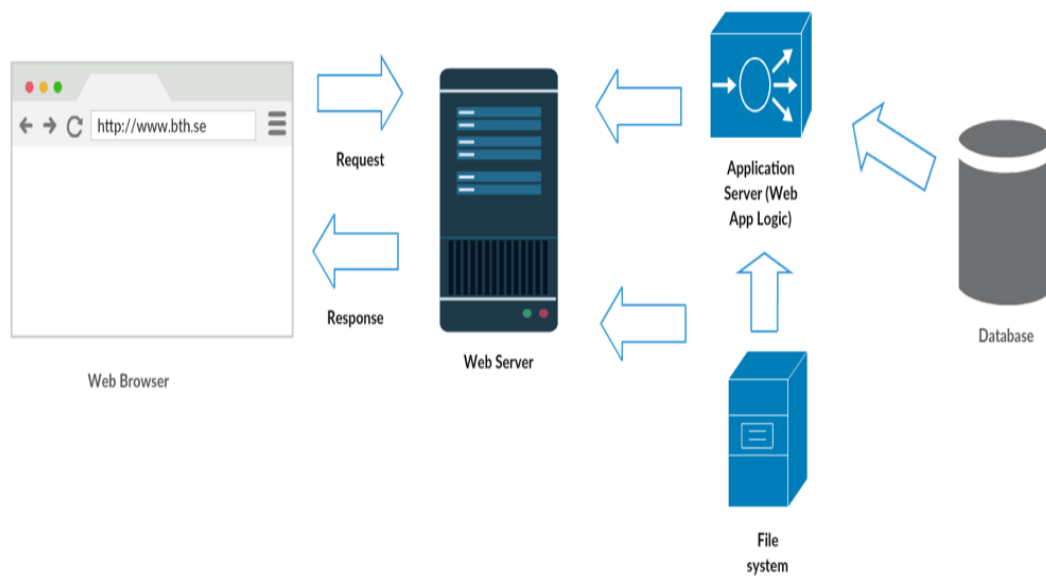 http://www.bth.se
Request
Response
Web Browser
Web Server
Application
Server (Web
App Logic)
Database
File
system